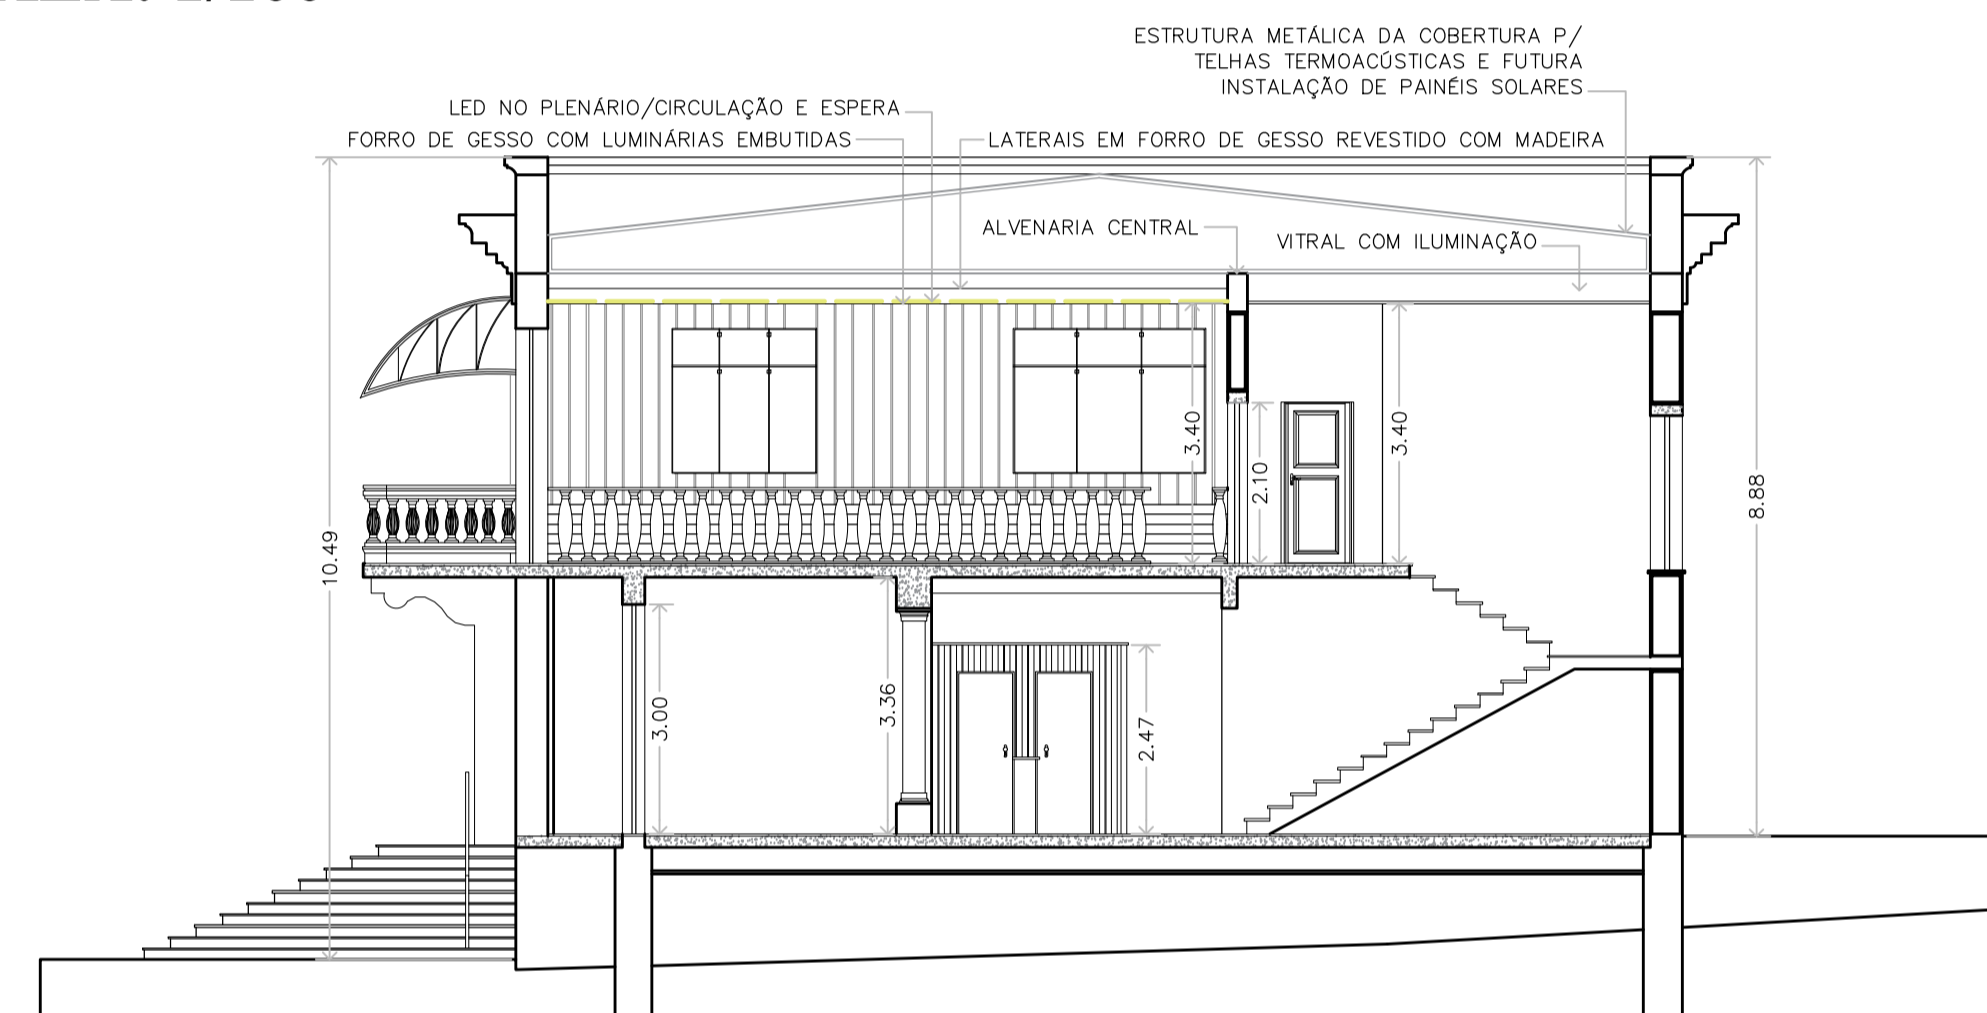 ESTRUTURA METÁLICA DA COBERTURA P/
TELHAS TERMOACÚSTICAS E FUTURA
INSTALAÇÃO DE PAINÉIS SOLARES
LED NO PLENÁRIO/CIRCULAÇÃO E ESPERA
FORRO DE GESSO COM LUMINÁRIAS EMBUTIDAS
LATERAIS EM FORRO DE GESSO REVESTIDO COM MADEIRA
ALVENARIA CENTRAL
VITRAL COM ILUMINAÇÃO
3.40
3.40
2.10
8.88
10.49
3.00
3.36
2.47